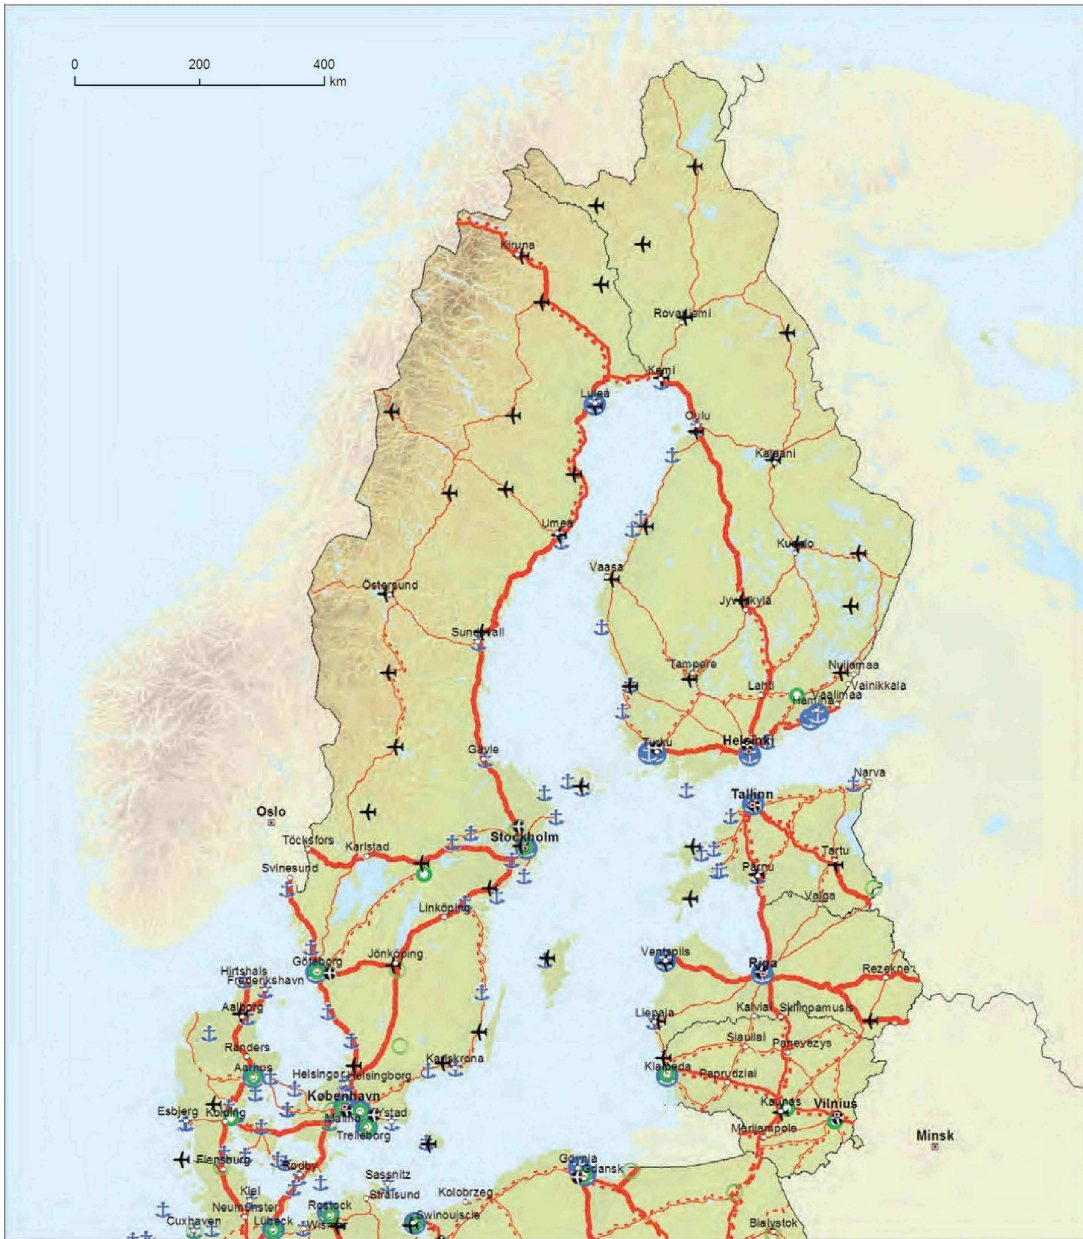 0 200 400
km
Kiruna
Rovaniemi
Kemi
Luleå
Oulu
Kajaani
Umeå
Kuopio
Vaasa
Östersund
Jyväskylä
Sundsvall
Tampere
Nuijamaa
Lahti
Vainikkala
Vaalimaa
Hamina
Turku
Helsinki
Gävle
Narva
Tallinn
Oslo
Stockholm
Töcksfors
Karlstad
Tartu
Svinesund
Pärnu
Valga
Linköping
Jönköping
Göteborg
Ventspils
Riga
Rezekne
Hirtshals
Frederikshavn
Aalborg
Liepaja
Kalviai
Skilinpamusis
Randers
Siauliai
Panevezys
Aarhus
Helsingør
Helsingborg
Karlskrona
Klaipeda
Paprudziai
København
Kaunas
Vilnius
Esbjerg
Kolding
Malmö
Ystad
Trelleborg
Marijampole
Minsk
Flensburg
Rodby
Sassnitz
Gdynia
Gdansk
Kiel
Stralsund
Kolobrzeg
Neumünster
Rostock
Swinoujscie
Cuxhaven
Lübeck
Wismar
Bialystok